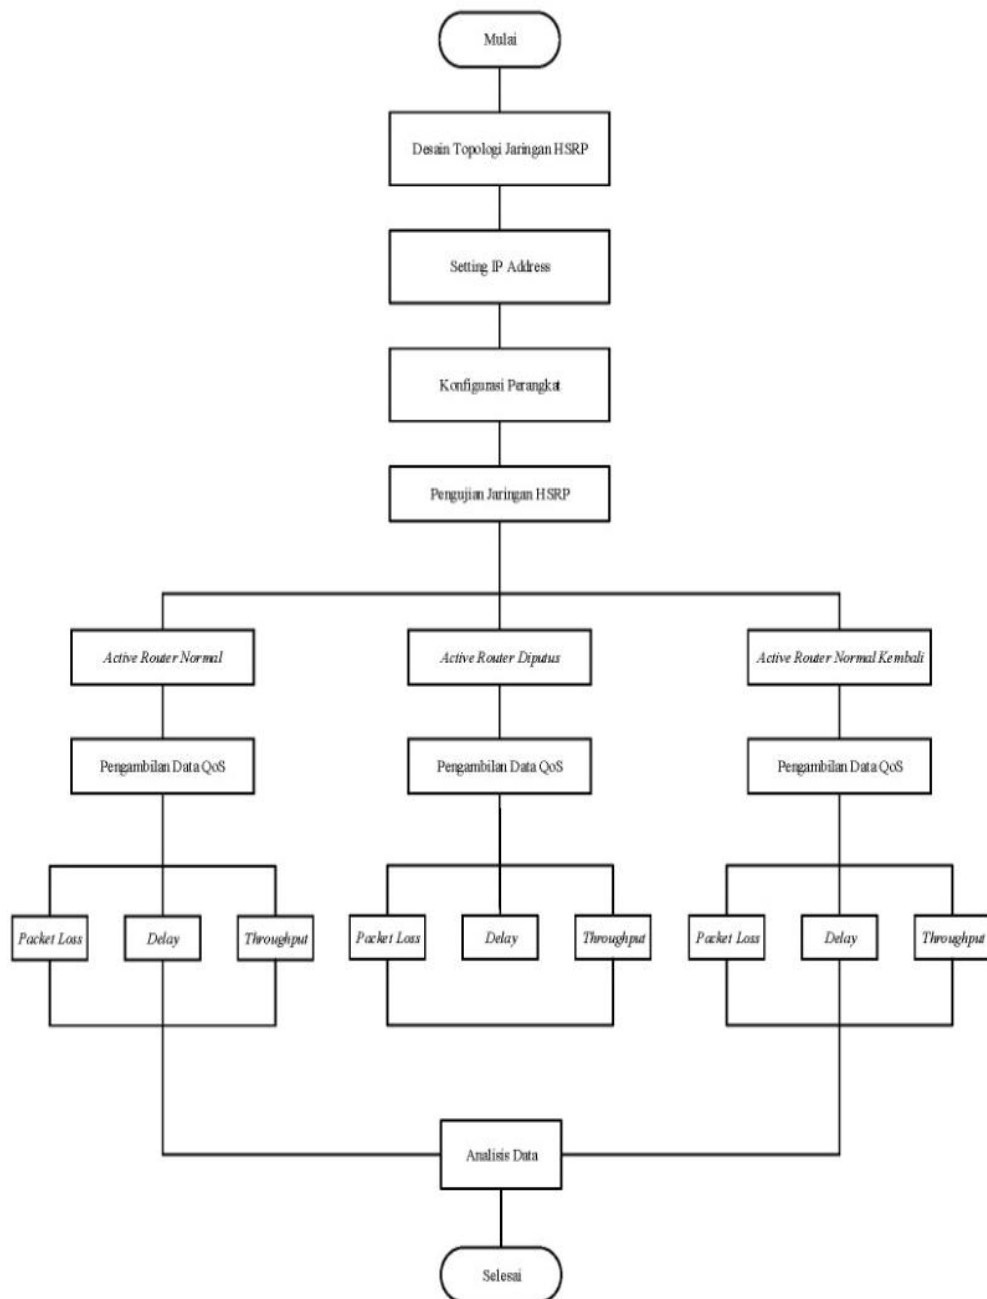 Mulai
Desain Topologi Jaringan HSRP
Setting IP Address
Konfigurasi Perangkat
Pengujian Jaringan HSRP
Active Router Normal
Active Router Diputus
Active Router Normal Kembali
Pengambilan Data QoS
Pengambilan Data QoS
Pengambilan Data QoS
Packet Loss
Delay
Throughput
Packet Loss
Delay
Throughput
Packet Loss
Delay
Throughput
Analisis Data
Selesai